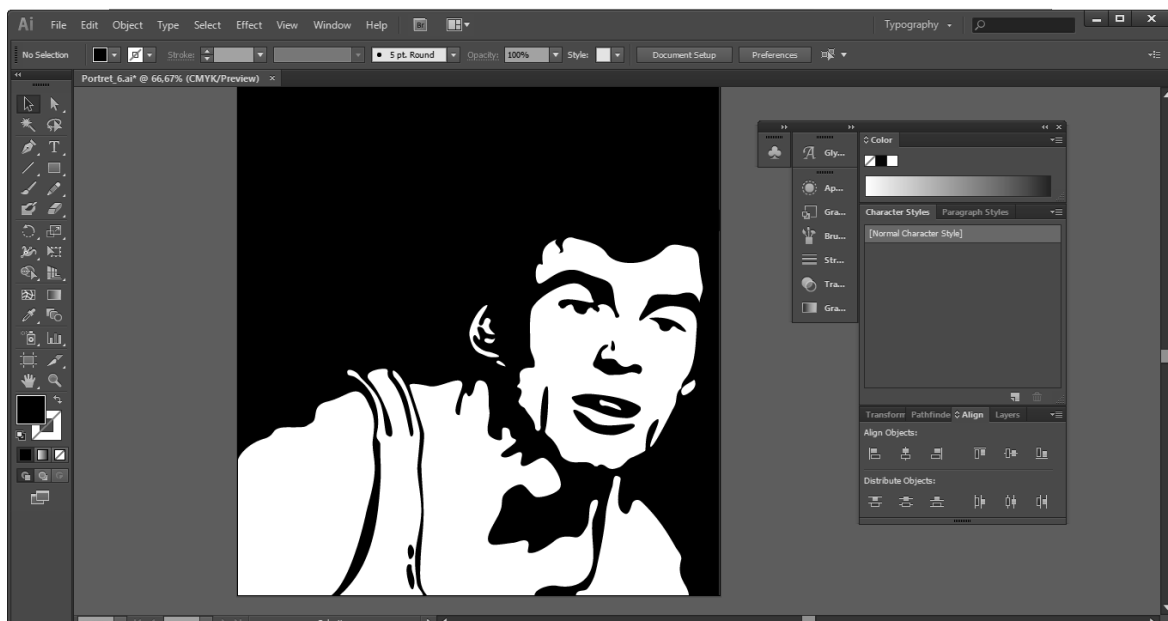 Ai File Edit Object Type Select Effect View Window Help Br Typography
No Selection Stroke: 5 pt. Round Opacity: 100% Style: Document Setup Preferences
Portret_6.ai* @ 66,67% (CMYK/Preview) ×
Color
Gly...
Ap...
Gra...
Bru...
Str...
Tra...
Gra...
Character Styles Paragraph Styles
[Normal Character Style]
Transform Pathfinde Align Layers
Align Objects:
Distribute Objects: